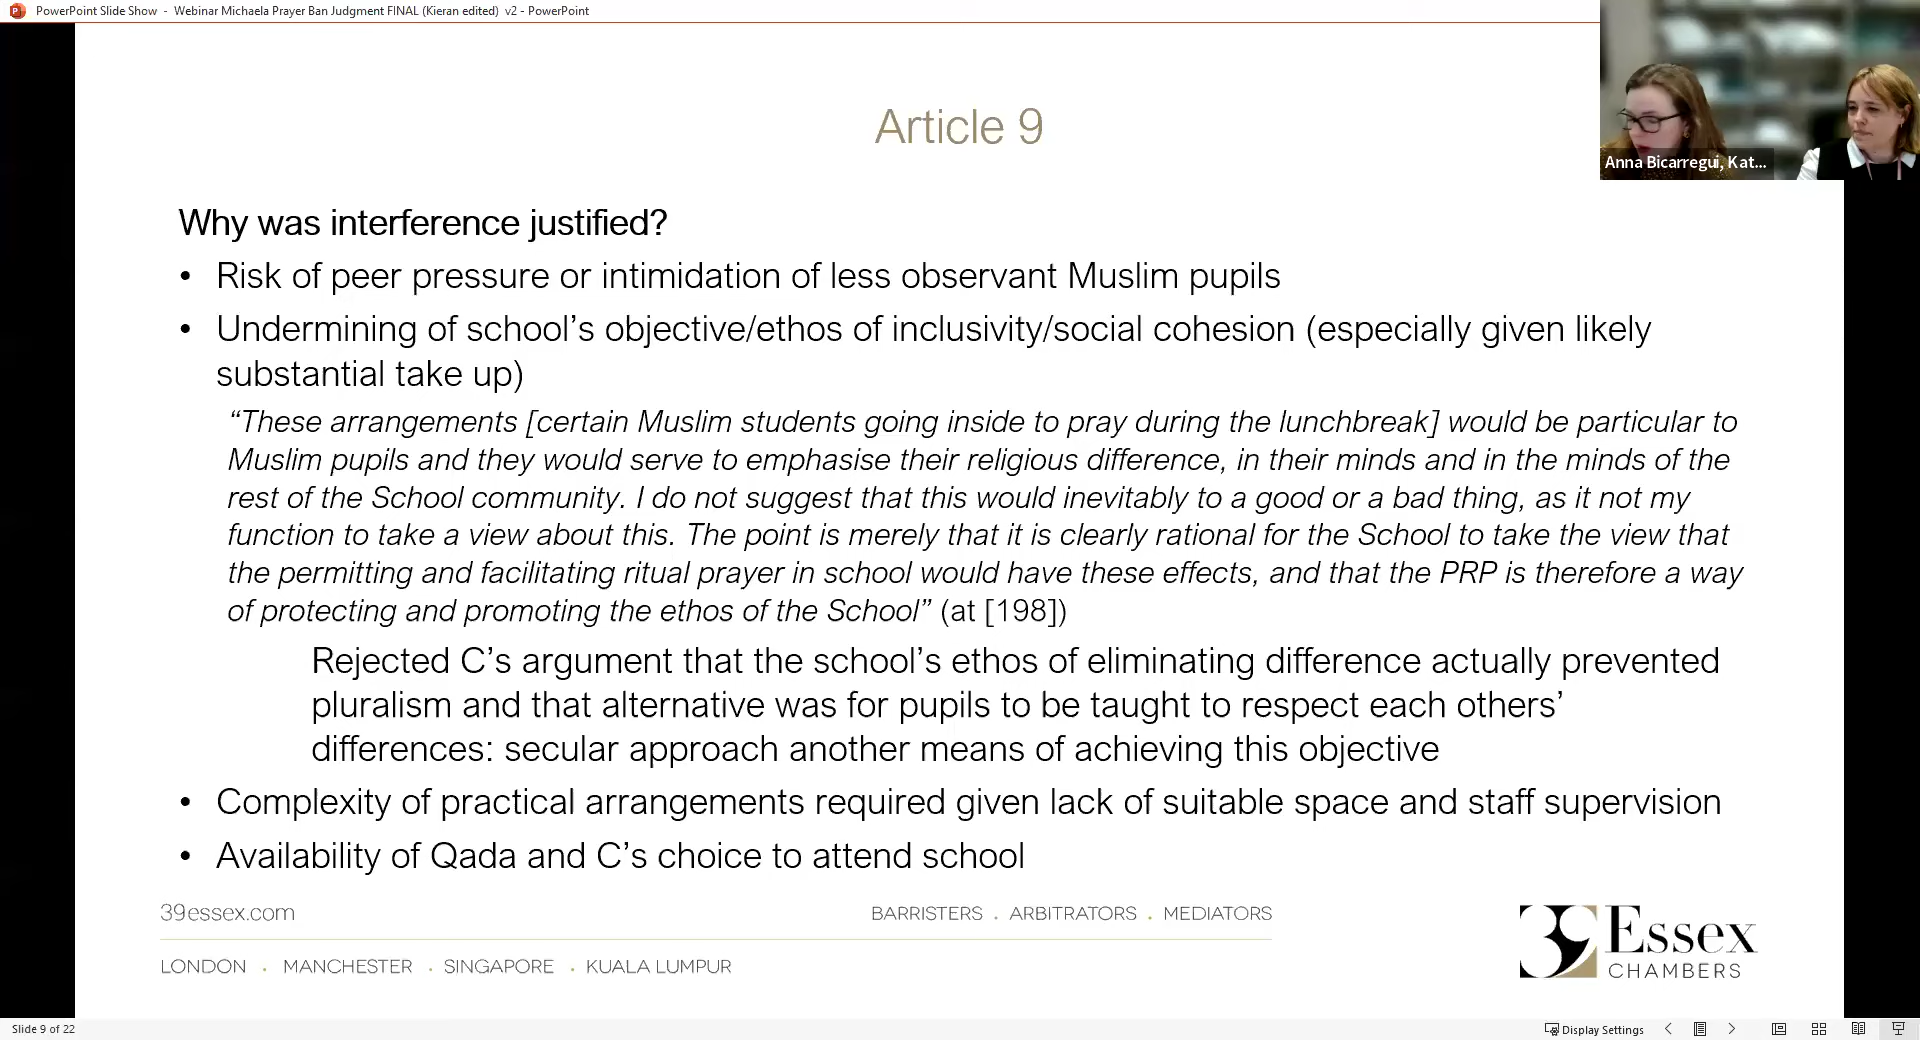 PowerPoint Slide Show - Webinar Michaela Prayer Ban Judgment FINAL (Kieran edited) v2 - PowerPoint
Anna Bicarregui, Kat...
Article 9
Why was interference justified?
• Risk of peer pressure or intimidation of less observant Muslim pupils
• Undermining of school’s objective/ethos of inclusivity/social cohesion (especially given likely
substantial take up)
“These arrangements [certain Muslim students going inside to pray during the lunchbreak] would be particular to
Muslim pupils and they would serve to emphasise their religious difference, in their minds and in the minds of the
rest of the School community. I do not suggest that this would inevitably to a good or a bad thing, as it not my
function to take a view about this. The point is merely that it is clearly rational for the School to take the view that
the permitting and facilitating ritual prayer in school would have these effects, and that the PRP is therefore a way
of protecting and promoting the ethos of the School” (at [198])
Rejected C’s argument that the school’s ethos of eliminating difference actually prevented
pluralism and that alternative was for pupils to be taught to respect each others’
differences: secular approach another means of achieving this objective
• Complexity of practical arrangements required given lack of suitable space and staff supervision
• Availability of Qada and C’s choice to attend school
39essex.com
BARRISTERS . ARBITRATORS . MEDIATORS
LONDON . MANCHESTER . SINGAPORE . KUALA LUMPUR
39 Essex
CHAMBERS
Slide 9 of 22
Display Settings